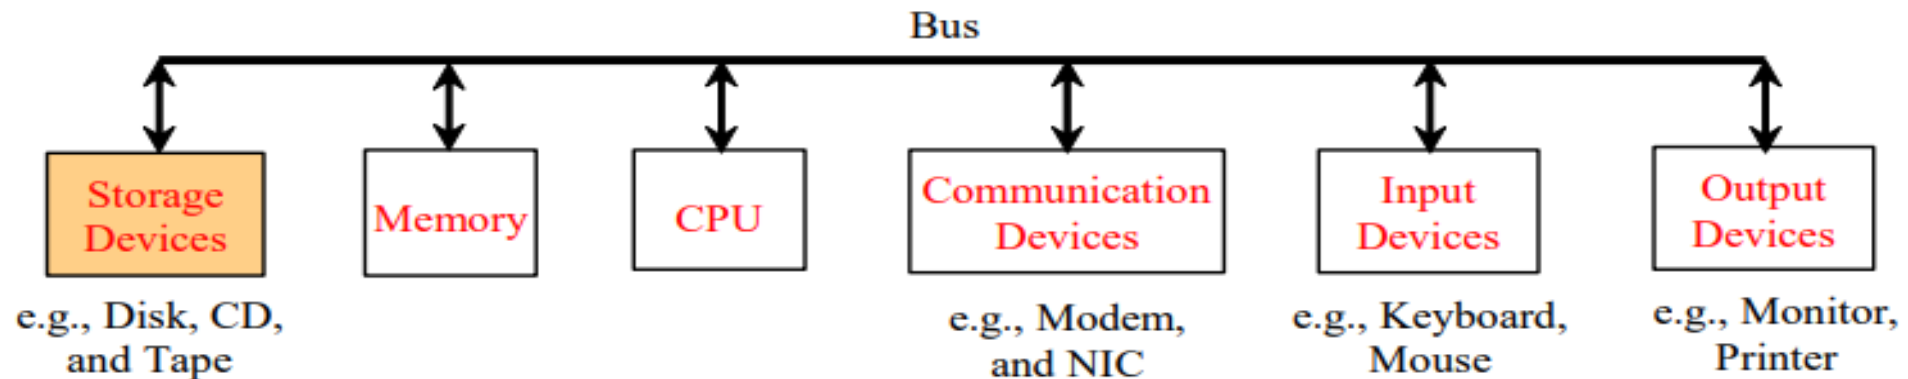 Bus
Storage
Devices
Memory
CPU
Communication
Devices
Input
Devices
Output
Devices
e.g., Disk, CD,
and Tape
e.g., Modem,
and NIC
e.g., Keyboard,
Mouse
e.g., Monitor,
Printer